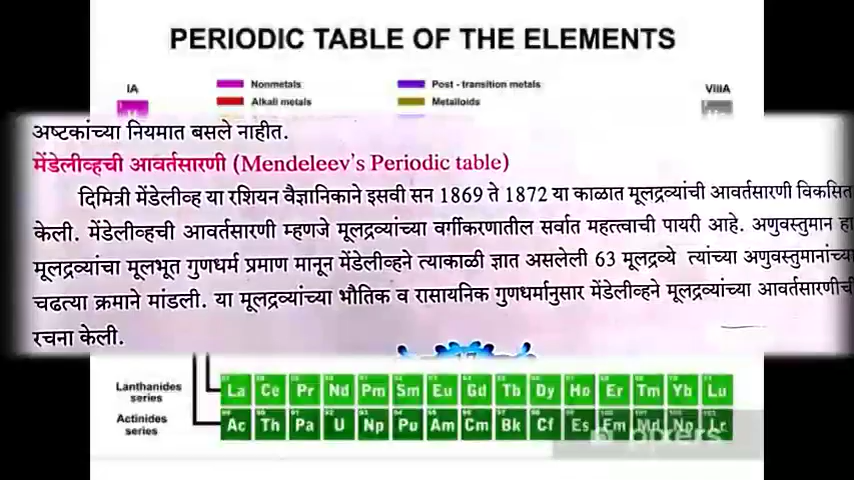 PERIODIC TABLE OF THE ELEMENTS
IA
Nonmetals
Post - transition metals
VIIIA
Alkali metals
Metalloids
अष्टकांच्या नियमात बसले नाहीत.
मेंडेलीव्हची आवर्तसारणी (Mendeleev's Periodic table)
दिमित्री मेंडेलीव्ह या रशियन वैज्ञानिकाने इसवी सन 1869 ते 1872 या काळात मूलद्रव्यांची आवर्तसारणी विकसित
केली. मेंडेलीव्हची आवर्तसारणी म्हणजे मूलद्रव्यांच्या वर्गीकरणातील सर्वात महत्वाची पायरी आहे. अणुवस्तुमान हा
मूलद्रव्यांचा मूलभूत गुणधर्म प्रमाण मानून मेंडेलीव्हने त्याकाळी ज्ञात असलेली 63 मूलद्रव्ये त्यांच्या अणुवस्तुमानांच्या
चढत्या क्रमाने मांडली. या मूलद्रव्यांच्या भौतिक व रासायनिक गुणधर्मानुसार मेंडेलीव्हने मूलद्रव्यांच्या आवर्तसारणीची
रचना केली.
Lanthanides series
La Ce Pr Nd Pm Sm Eu Gd Tb Dy Ho Er Tm Yb Lu
Actinides series
Ac Th Pa U Np Pu Am Cm Bk Cf Es Fm Md No Lr
pixers